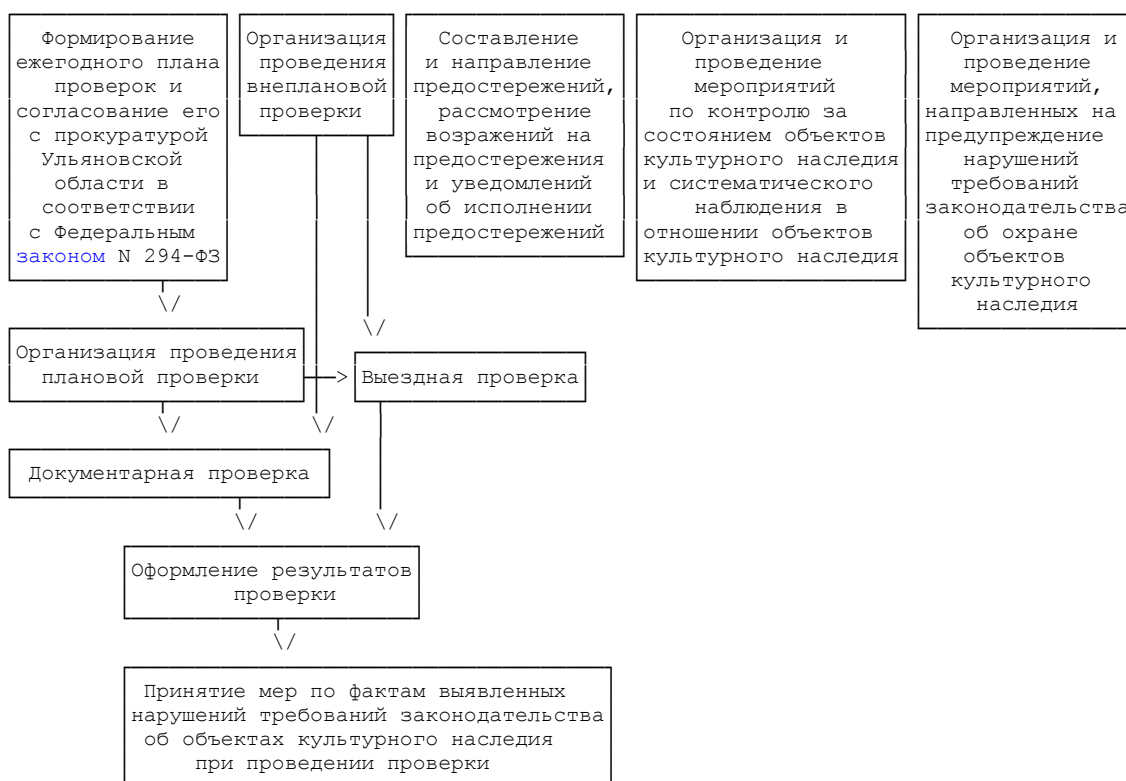 Формирование
ежегодного плана
проверок и
согласование его
с прокуратурой
Ульяновской
области в
соответствии
с Федеральным
законом N 294-ФЗ
Организация
проведения
внеплановой
проверки
Составление
и направление
предостережений,
рассмотрение
возражений на
предостережения
и уведомлений
об исполнении
предостережений
Организация и
проведение
мероприятий
по контролю за
состоянием объектов
культурного наследия
и систематического
наблюдения в
отношении объектов
культурного наследия
Организация и
проведение
мероприятий,
направленных на
предупреждение
нарушений
требований
законодательства
об охране
объектов
культурного
наследия
Организация проведения
плановой проверки
Выездная проверка
Документарная проверка
Оформление результатов
проверки
Принятие мер по фактам выявленных
нарушений требований законодательства
об объектах культурного наследия
при проведении проверки